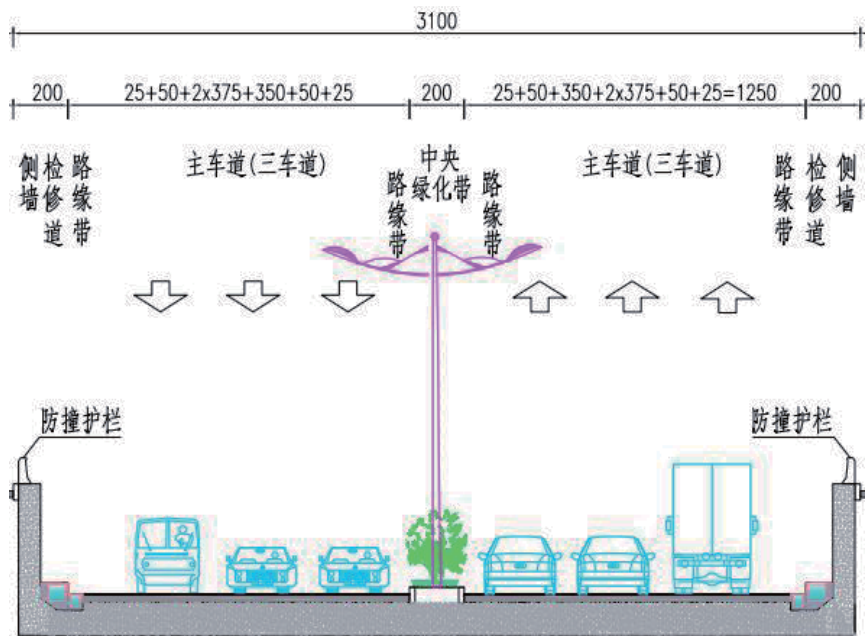 3100
200
25+50+2x375+350+50+25
200
25+50+350+2x375+50+25=1250
200
侧墙
检修道
路缘带
主车道(三车道)
路缘带
中央
绿化带
路缘带
主车道(三车道)
路缘带
检修道
侧墙
防撞护栏
防撞护栏